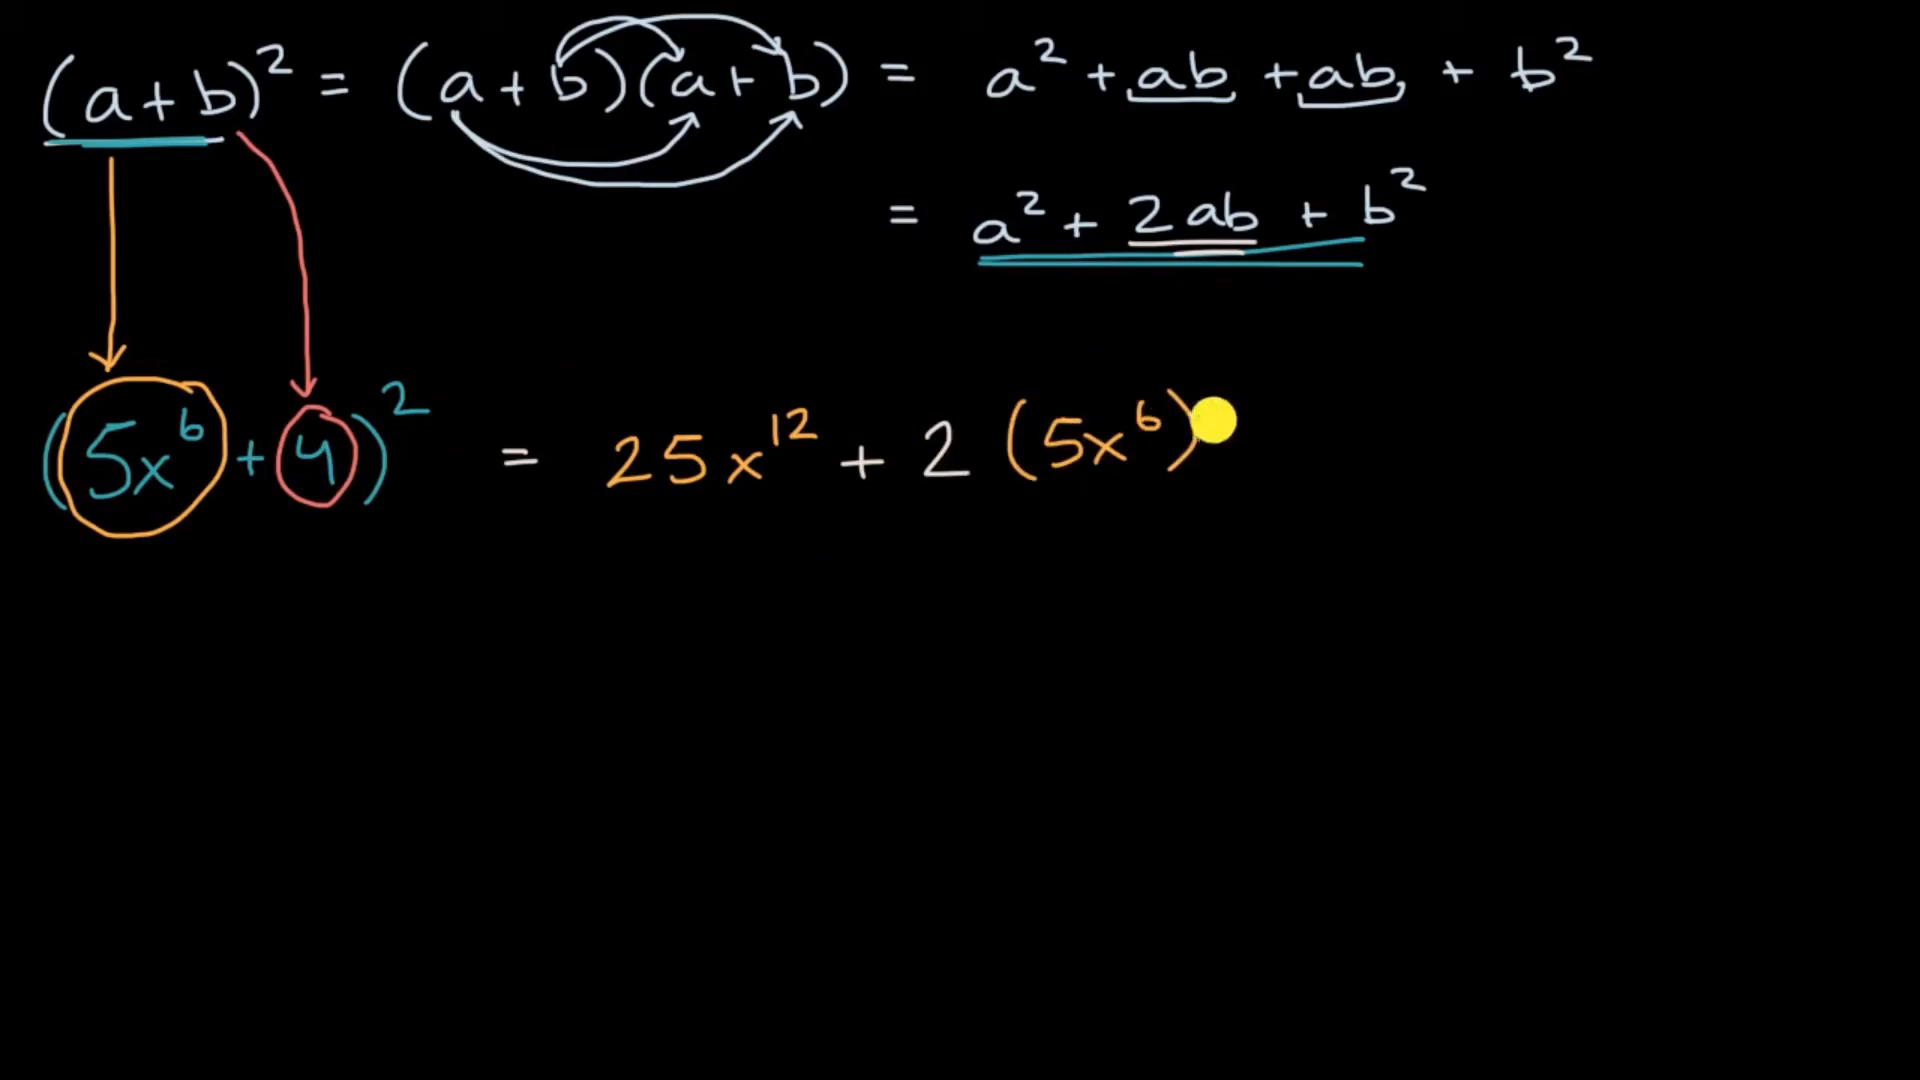 (a+b)² = (a+b)(a+b) = a² + ab + ab + b²
= a² + 2ab + b²
(5x⁶ + 4)² = 25x¹² + 2 (5x⁶)